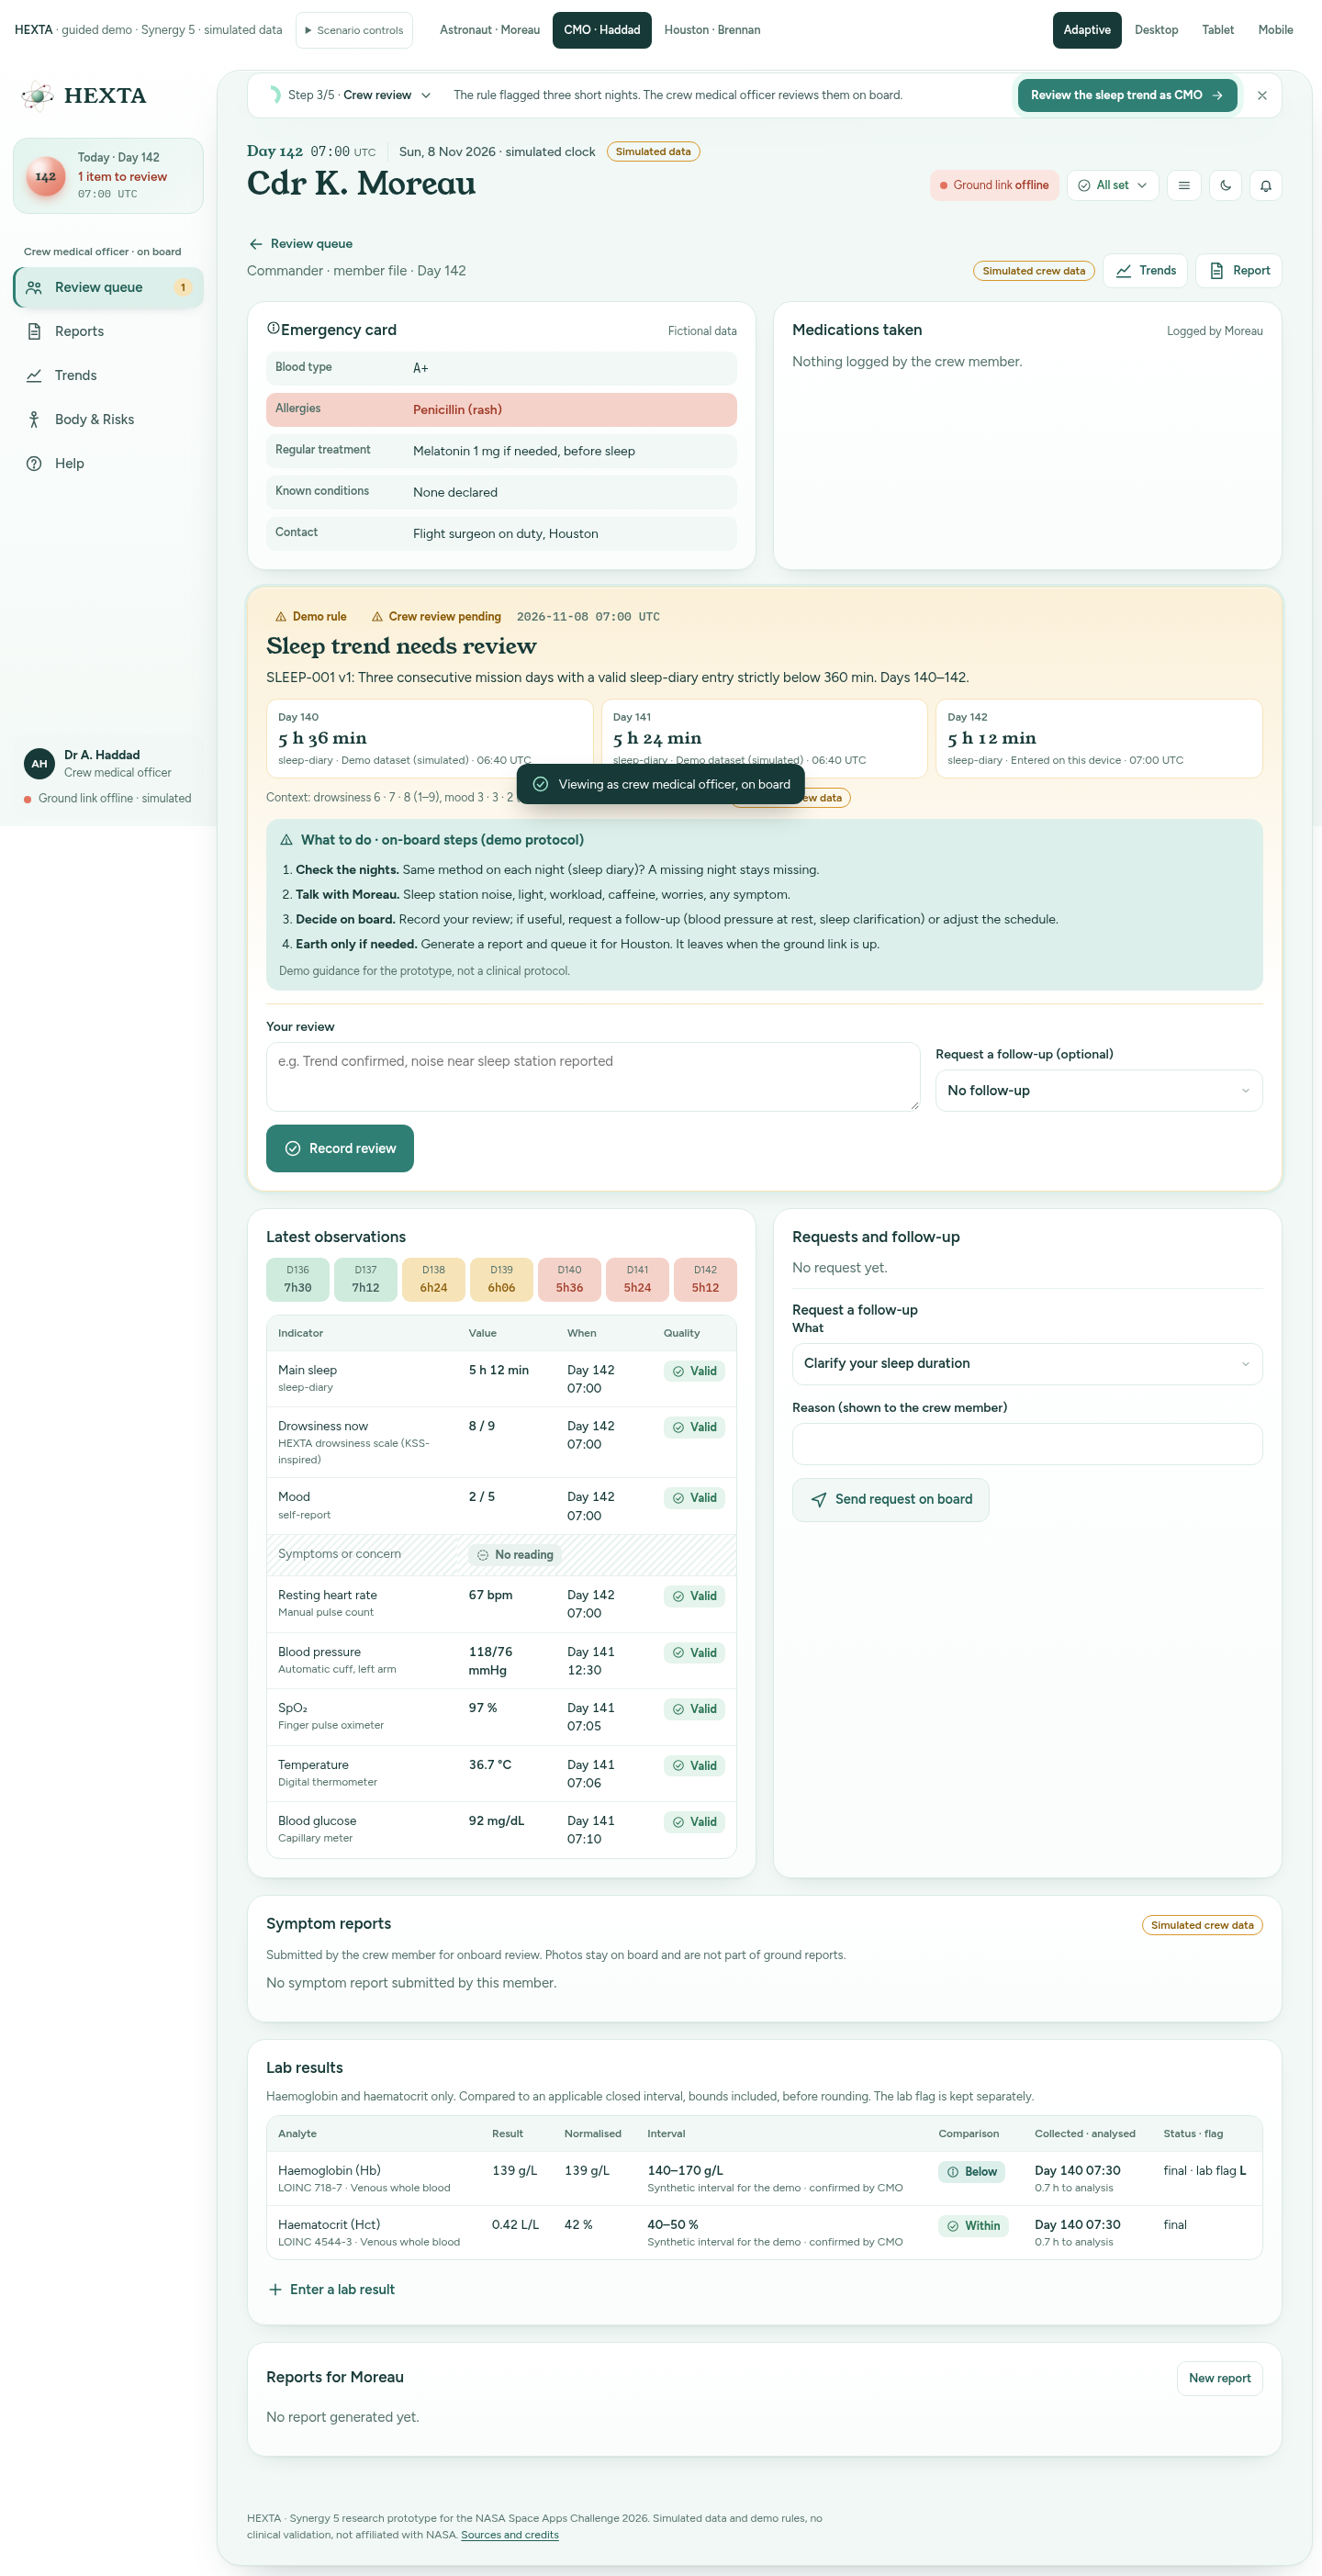 HEXTA · guided demo · Synergy 5 · simulated data
Scenario controls
Astronaut · Moreau
CMO · Haddad
Houston · Brennan
Adaptive
Desktop
Tablet
Mobile
HEXTA
Step 3/5 · Crew review
The rule flagged three short nights. The crew medical officer reviews them on board.
Review the sleep trend as CMO
142
Today · Day 142
1 item to review
07:00 UTC
Day 142 07:00 UTC
Sun, 8 Nov 2026 · simulated clock
Simulated data
Cdr K. Moreau
Ground link offline
All set
Crew medical officer · on board
Review queue
1
Reports
Trends
Body & Risks
Help
AH
Dr A. Haddad
Crew medical officer
Ground link offline · simulated
Review queue
Commander · member file · Day 142
Simulated crew data
Trends
Report
Emergency card
Fictional data
Blood type
A+
Allergies
Penicillin (rash)
Regular treatment
Melatonin 1 mg if needed, before sleep
Known conditions
None declared
Contact
Flight surgeon on duty, Houston
Medications taken
Logged by Moreau
Nothing logged by the crew member.
Demo rule
Crew review pending
2026-11-08 07:00 UTC
Sleep trend needs review
SLEEP-001 v1: Three consecutive mission days with a valid sleep-diary entry strictly below 360 min. Days 140–142.
Day 140
5 h 36 min
sleep-diary · Demo dataset (simulated) · 06:40 UTC
Day 141
5 h 24 min
sleep-diary · Demo dataset (simulated) · 06:40 UTC
Day 142
5 h 12 min
sleep-diary · Entered on this device · 07:00 UTC
Viewing as crew medical officer, on board
Context: drowsiness 6 · 7 · 8 (1–9), mood 3 · 3 · 2
data
What to do · on-board steps (demo protocol)
1. Check the nights. Same method on each night (sleep diary)? A missing night stays missing.
2. Talk with Moreau. Sleep station noise, light, workload, caffeine, worries, any symptom.
3. Decide on board. Record your review; if useful, request a follow-up (blood pressure at rest, sleep clarification) or adjust the schedule.
4. Earth only if needed. Generate a report and queue it for Houston. It leaves when the ground link is up.
Demo guidance for the prototype, not a clinical protocol.
Your review
e.g. Trend confirmed, noise near sleep station reported
Request a follow-up (optional)
No follow-up
Record review
Latest observations
D136
7h30
D137
7h12
D138
6h24
D139
6h06
D140
5h36
D141
5h24
D142
5h12
Indicator Value When Quality
Main sleep 5 h 12 min Day 142 Valid
sleep-diary 07:00
Drowsiness now 8 / 9 Day 142 Valid
HEXTA drowsiness scale (KSS- 07:00
inspired)
Mood 2 / 5 Day 142 Valid
self-report 07:00
Symptoms or concern No reading
Resting heart rate 67 bpm Day 142 Valid
Manual pulse count 07:00
Blood pressure 118/76 Day 141 Valid
Automatic cuff, left arm mmHg 12:30
SpO₂ 97 % Day 141 Valid
Finger pulse oximeter 07:05
Temperature 36.7 °C Day 141 Valid
Digital thermometer 07:06
Blood glucose 92 mg/dL Day 141 Valid
Capillary meter 07:10
Requests and follow-up
No request yet.
Request a follow-up
What
Clarify your sleep duration
Reason (shown to the crew member)
Send request on board
Symptom reports
Simulated crew data
Submitted by the crew member for onboard review. Photos stay on board and are not part of ground reports.
No symptom report submitted by this member.
Lab results
Haemoglobin and haematocrit only. Compared to an applicable closed interval, bounds included, before rounding. The lab flag is kept separately.
Analyte Result Normalised Interval Comparison Collected · analysed Status · flag
Haemoglobin (Hb) 139 g/L 139 g/L 140–170 g/L Below Day 140 07:30 final · lab flag L
LOINC 718-7 · Venous whole blood Synthetic interval for the demo · confirmed by CMO 0.7 h to analysis
Haematocrit (Hct) 0.42 L/L 42 % 40–50 % Within Day 140 07:30 final
LOINC 4544-3 · Venous whole blood Synthetic interval for the demo · confirmed by CMO 0.7 h to analysis
Enter a lab result
Reports for Moreau
New report
No report generated yet.
HEXTA · Synergy 5 research prototype for the NASA Space Apps Challenge 2026. Simulated data and demo rules, no
clinical validation, not affiliated with NASA. Sources and credits